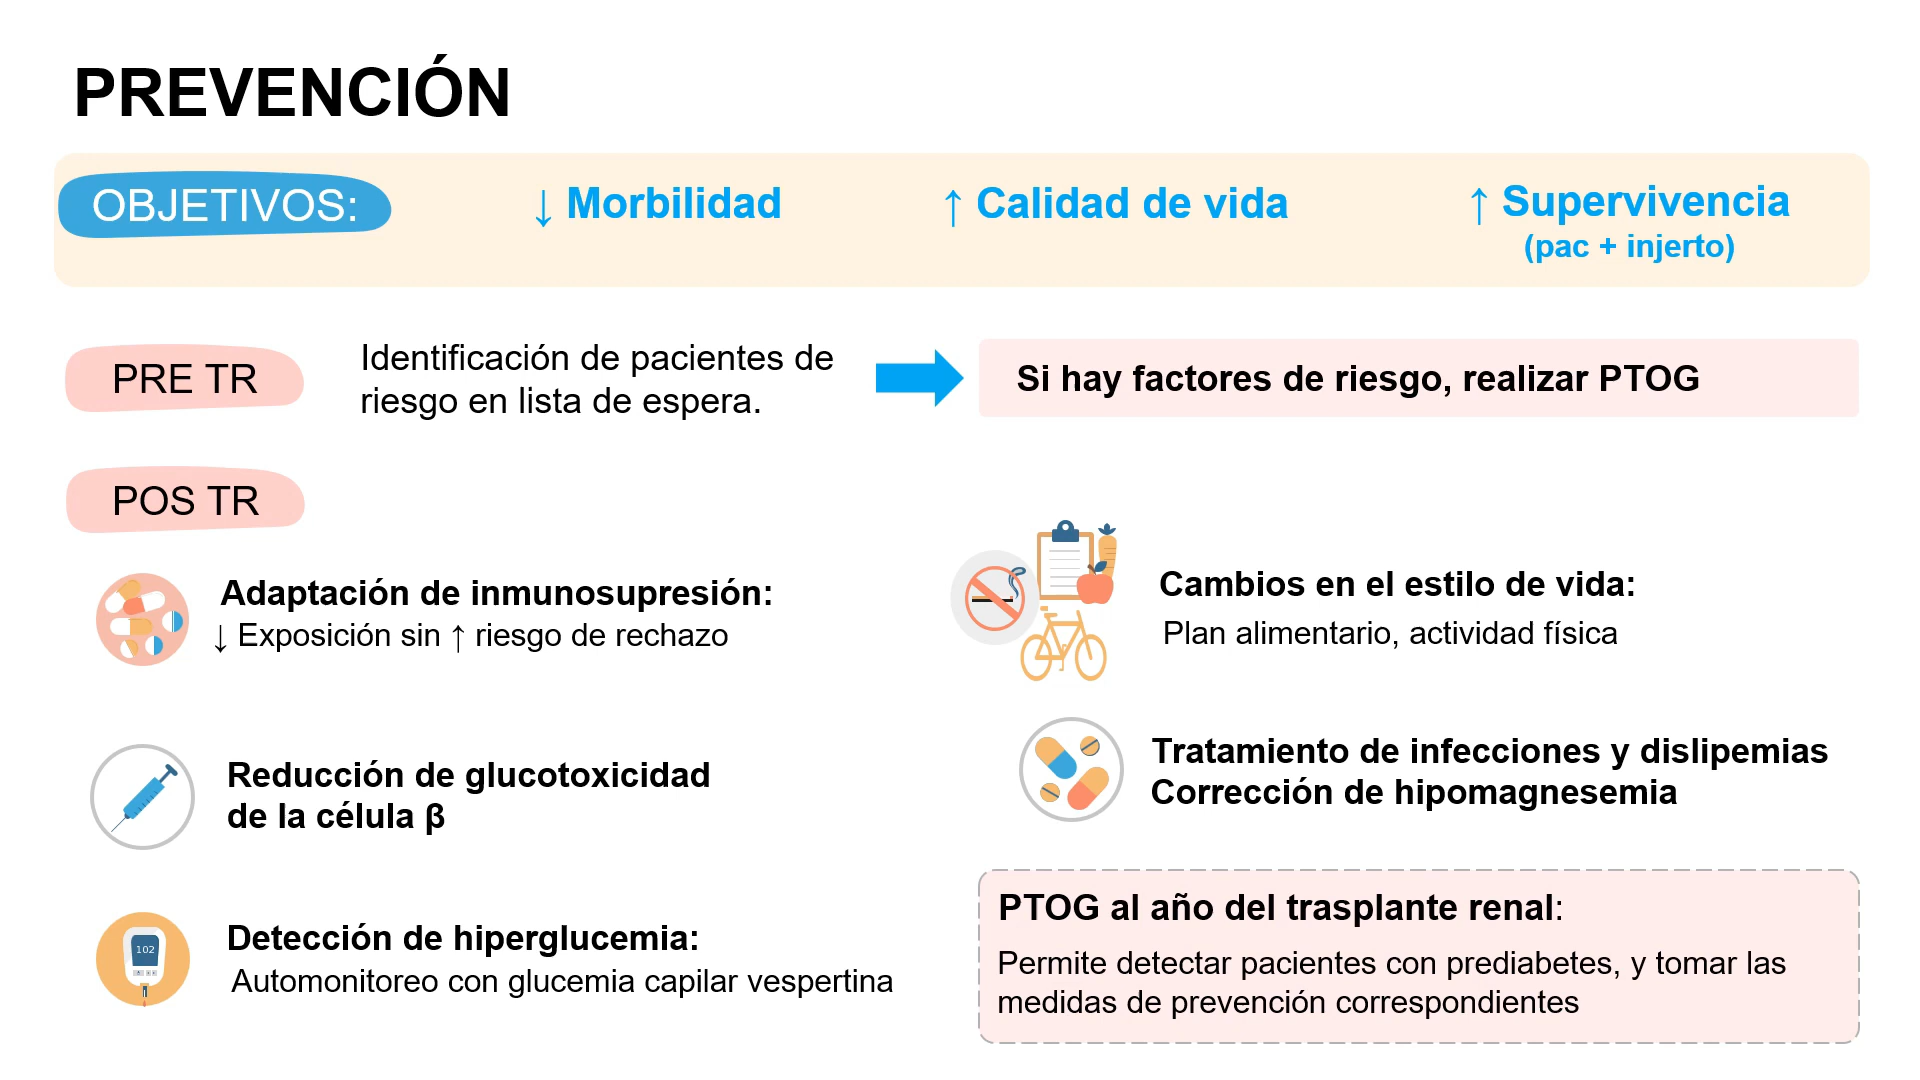 PREVENCIÓN
OBJETIVOS:
↓ Morbilidad
↑ Calidad de vida
↑ Supervivencia
(pac + injerto)
PRE TR
Identificación de pacientes de
riesgo en lista de espera.
Si hay factores de riesgo, realizar PTOG
POS TR
Adaptación de inmunosupresión:
↓ Exposición sin ↑ riesgo de rechazo
Reducción de glucotoxicidad
de la célula β
Detección de hiperglucemia:
Automonitoreo con glucemia capilar vespertina
102
Cambios en el estilo de vida:
Plan alimentario, actividad física
Tratamiento de infecciones y dislipemias
Corrección de hipomagnesemia
PTOG al año del trasplante renal:
Permite detectar pacientes con prediabetes, y tomar las
medidas de prevención correspondientes